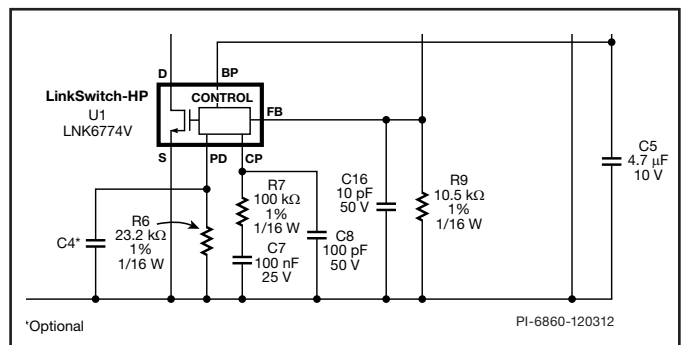 D
BP
LinkSwitch-HP
U1
LNK6774V
CONTROL
FB
S
PD
CP
C4*
R6
23.2 kΩ
1%
1/16 W
R7
100 kΩ
1%
1/16 W
C7
100 nF
25 V
C8
100 pF
50 V
C16
10 pF
50 V
R9
10.5 kΩ
1%
1/16 W
C5
4.7 µF
10 V
*Optional
PI-6860-120312